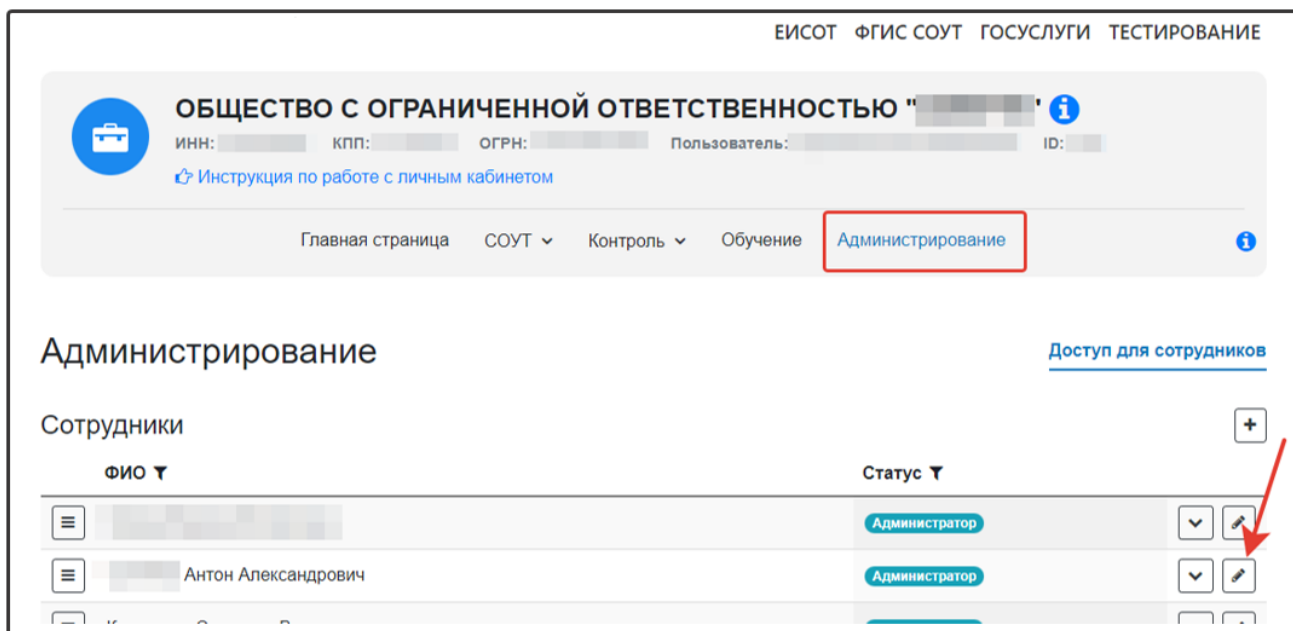 ЕИСОТ ФГИС СОУТ ГОСУСЛУГИ ТЕСТИРОВАНИЕ
ОБЩЕСТВО С ОГРАНИЧЕННОЙ ОТВЕТСТВЕННОСТЬЮ "
ИНН: КПП: ОГРН: Пользователь: ID:
Инструкция по работе с личным кабинетом
Главная страница СОУТ Контроль Обучение Администрирование
Администрирование
Доступ для сотрудников
Сотрудники
ФИО Статус
Администратор
Антон Александрович Администратор